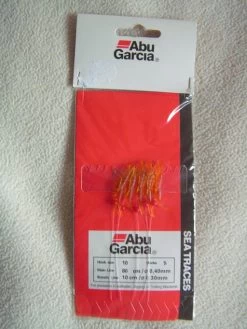 Abu
Garcia®
SEA TRACES
Abu
Garcia®
Hook size 10 Hooks 5
Main Line 80 cm/ø 0,40mm
10 cm/ø 0,30mm